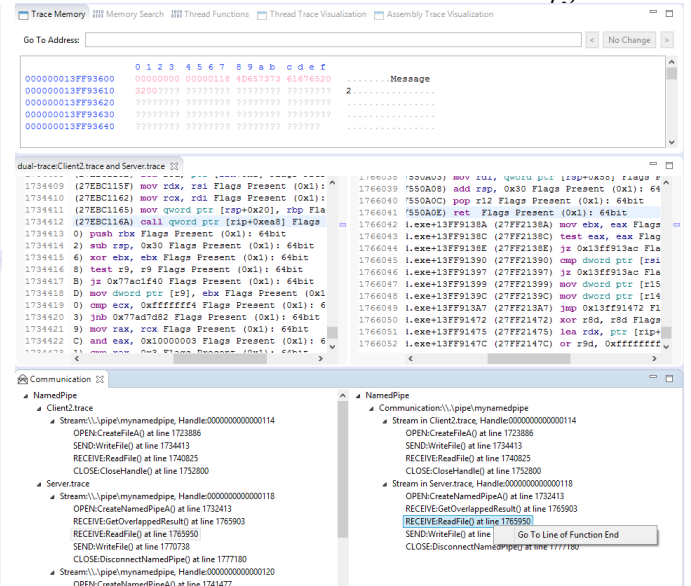 Trace Memory Memory Search Thread Functions Thread Trace Visualization Assembly Trace Visualization
Go To Address: < No Change >
0 1 2 3 4 5 6 7 8 9 a b c d e f
000000013FF93600 00000000 00000118 4D657373 61676520 ........Message
000000013FF93610 3200???? ???????? ???????? ???????? 2...............
000000013FF93620 ???????? ???????? ???????? ???????? ................
000000013FF93630 ???????? ???????? ???????? ???????? ................
000000013FF93640 ???????? ???????? ???????? ??????
dual-trace:Client2.trace and Server.trace
1734409 (27EBC115F) mov rdx, rsi Flags Present (0x1):
1734410 (27EBC1162) mov rcx, rdi Flags Present (0x1):
1734411 (27EBC1165) mov qword ptr [rsp+0x20], rbp Fla
1734412 (27EBC116A) call qword ptr [rip+0xea8] Flags
1734413 0) push rbx Flags Present (0x1): 64bit
1734414 2) sub rsp, 0x30 Flags Present (0x1): 64bit
1734416 6) xor ebx, ebx Flags Present (0x1): 64bit
1734416 8) test r9, r9 Flags Present (0x1): 64bit
1734417 B) jz 0x77ac1f40 Flags Present (0x1): 64bit
1734418 D) mov dword ptr [r9], ebx Flags Present (0x1
1734419 0) cmp ecx, 0xfffffff4 Flags Present (0x1): 6
1734420 3) jnb 0x77ad7d82 Flags Present (0x1): 64bit
1734421 9) mov rax, rcx Flags Present (0x1): 64bit
1734422 C) and eax, 0x10000003 Flags Present (0x1): 6
1766038 '550A03) mov rdi, qword ptr [rsp+0x58] Flags P
1766039 '550A08) add rsp, 0x30 Flags Present (0x1): 64
1766040 '550A0C) pop r12 Flags Present (0x1): 64bit
1766041 '550A0E) ret Flags Present (0x1): 64bit
1766042 i.exe+13FF9138A (27FF2138A) mov ebx, eax Flags
1766043 i.exe+13FF9138C (27FF2138C) test eax, eax Flag
1766044 i.exe+13FF9138E (27FF2138E) jz 0x13ff913ac Fla
1766045 i.exe+13FF91390 (27FF21390) cmp dword ptr [rsi
1766046 i.exe+13FF91397 (27FF21397) jz 0x13ff913ac Fla
1766047 i.exe+13FF91399 (27FF21399) mov dword ptr [r15
1766048 i.exe+13FF9139C (27FF2139C) mov dword ptr [r14
1766049 i.exe+13FF913A7 (27FF213A7) jmp 0x13ff91472 Fl
1766050 i.exe+13FF91472 (27FF21472) xor r8d, r8d Flags
1766051 i.exe+13FF91475 (27FF21475) lea rdx, ptr [rip+
1766052 i.exe+13FF9147C (27FF2147C) or r9d, 0xffffffff
Communication
NamedPipe
Client2.trace
Stream:\\.\pipe\mynamedpipe, Handle:0000000000000114
OPEN:CreateFileA() at line 1723886
SEND:WriteFile() at line 1734413
RECEIVE:ReadFile() at line 1740825
CLOSE:CloseHandle() at line 1752800
Server.trace
Stream:\\.\pipe\mynamedpipe, Handle:0000000000000118
OPEN:CreateNamedPipeA() at line 1732413
RECEIVE:GetOverlappedResult() at line 1765903
RECEIVE:ReadFile() at line 1765950
SEND:WriteFile() at line 1770738
CLOSE:DisconnectNamedPipe() at line 1777180
Stream:\\.\pipe\mynamedpipe, Handle:0000000000000120
OPEN:CreateNamedPipeA() at line 1741477
NamedPipe
Communication:\\.\pipe\mynamedpipe
Stream in Client2.trace, Handle:0000000000000114
OPEN:CreateFileA() at line 1723886
SEND:WriteFile() at line 1734413
RECEIVE:ReadFile() at line 1740825
CLOSE:CloseHandle() at line 1752800
Stream in Server.trace, Handle:0000000000000118
OPEN:CreateNamedPipeA() at line 1732413
RECEIVE:GetOverlappedResult() at line 1765903
RECEIVE:ReadFile() at line 1765950
SEND:WriteFile() at line
Go To Line of Function End
CLOSE:DisconnectNamedPipe() at line 1777180